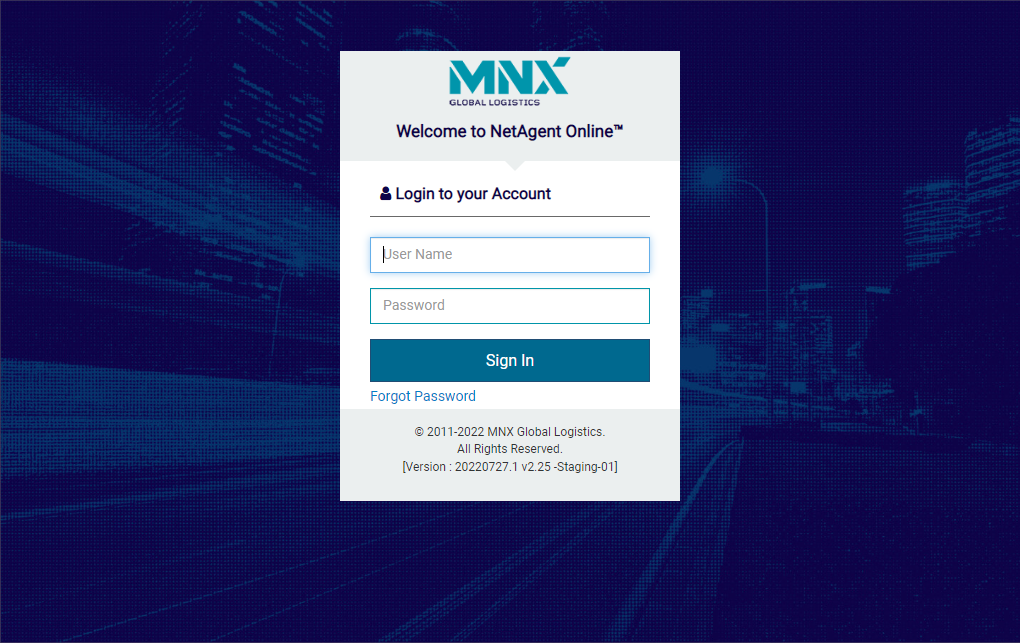 MNX
GLOBAL LOGISTICS
Welcome to NetAgent Online™
Login to your Account
User Name
Password
Sign In
Forgot Password
© 2011-2022 MNX Global Logistics.
All Rights Reserved.
[Version : 20220727.1 v2.25 -Staging-01]